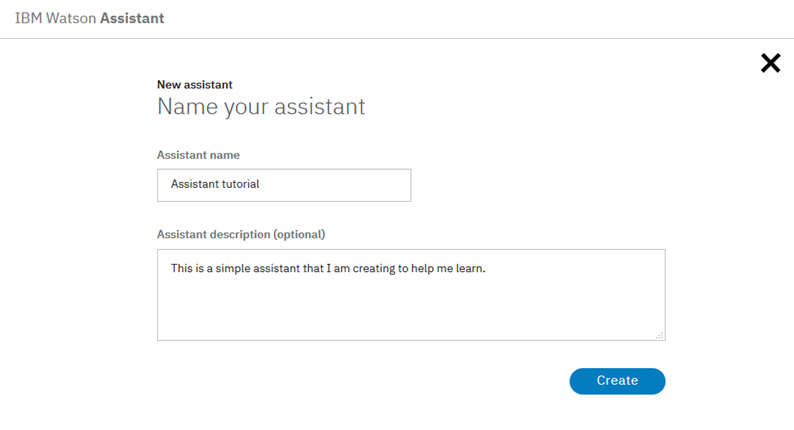 IBM Watson Assistant
New assistant
Name your assistant
Assistant name
Assistant tutorial
Assistant description (optional)
This is a simple assistant that I am creating to help me learn.
Create